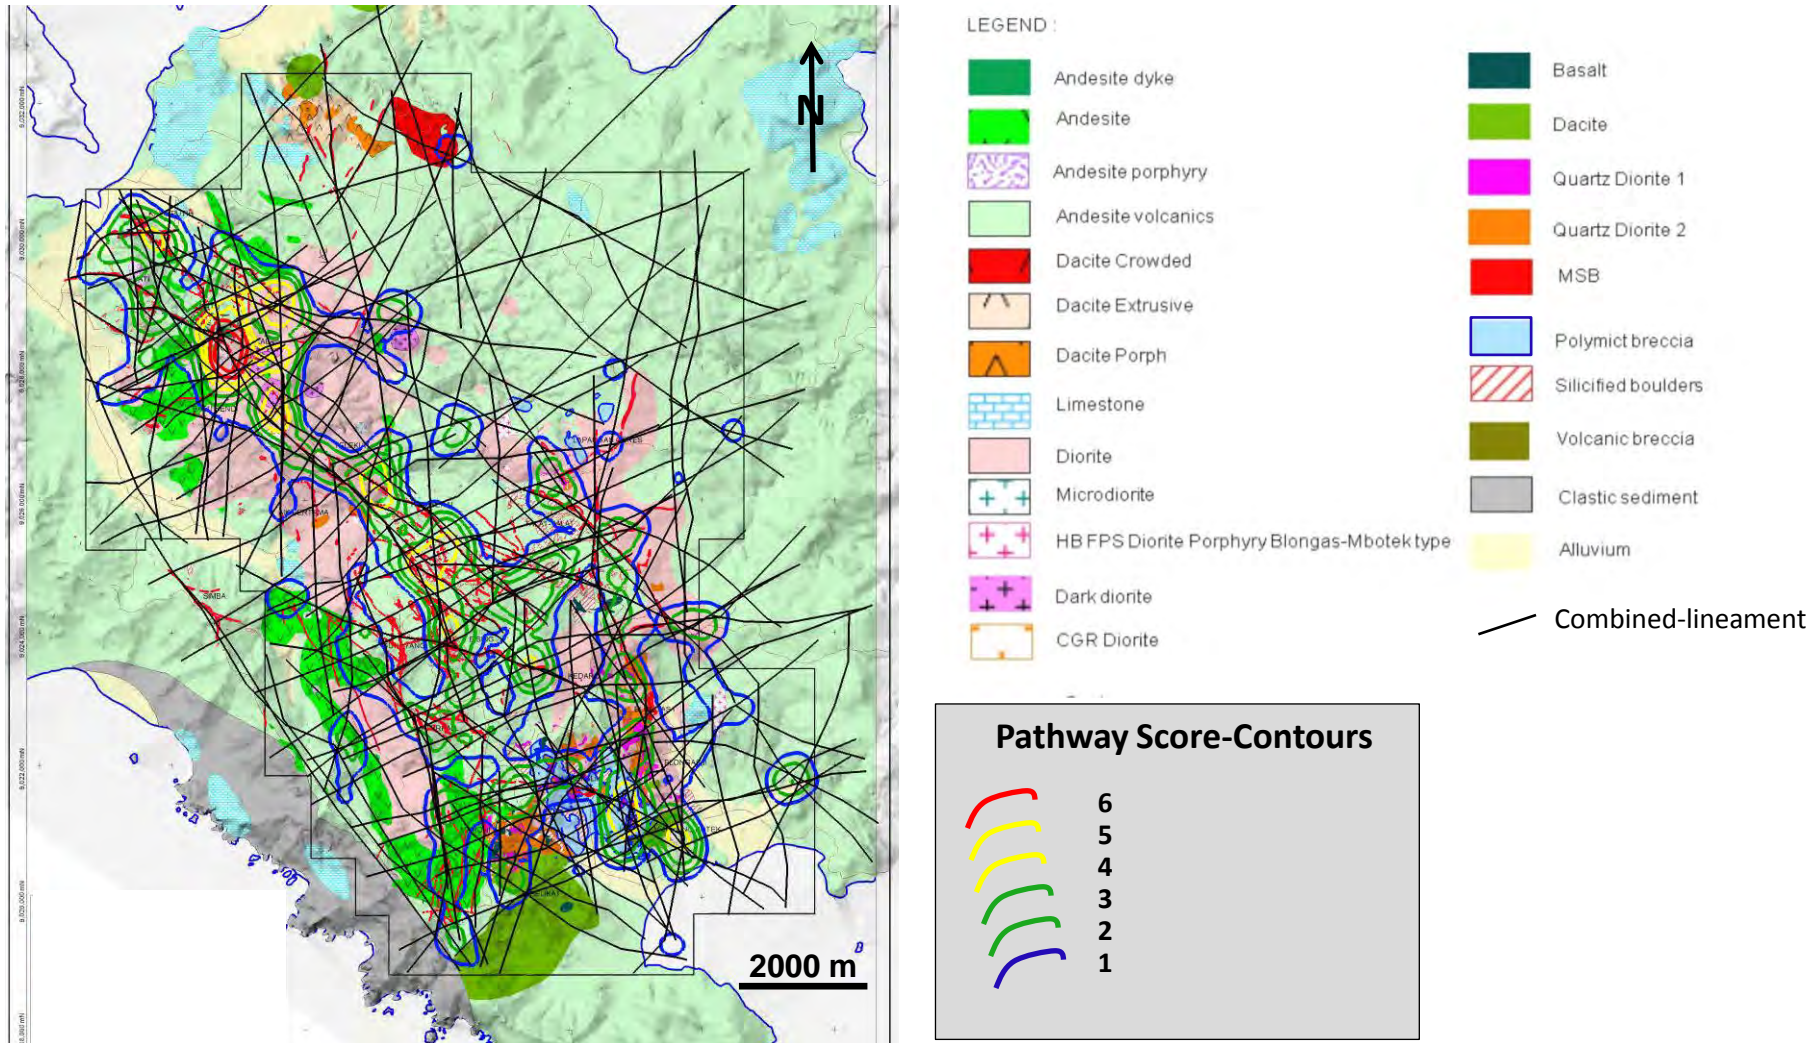 N
2000 m
SIMBA
LEGEND :
Andesite dyke
Andesite
Andesite porphyry
Andesite volcanics
Dacite Crowded
Dacite Extrusive
Dacite Porph
Limestone
Diorite
Microdiorite
HB FPS Diorite Porphyry Blongas-Mbotek type
Dark diorite
CGR Diorite
Basalt
Dacite
Quartz Diorite 1
Quartz Diorite 2
MSB
Polymict breccia
Silicified boulders
Volcanic breccia
Clastic sediment
Alluvium
Combined-lineament
Pathway Score-Contours
6
5
4
3
2
1